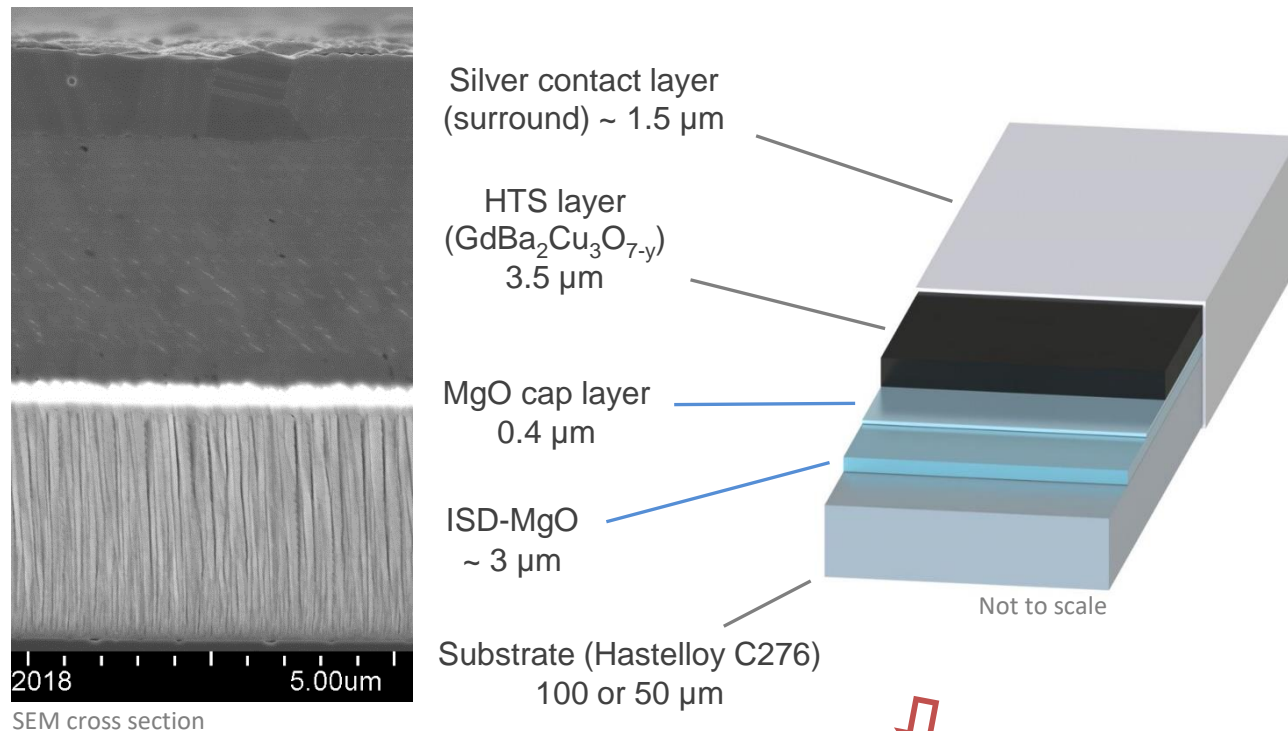 Silver contact layer
(surround) ~ 1.5 µm
HTS layer
(GdBa₂Cu₃O₇₋ᵧ)
3.5 µm
MgO cap layer
0.4 µm
ISD-MgO
~ 3 µm
Not to scale
Substrate (Hastelloy C276)
100 or 50 µm
2018 5.00um
SEM cross section